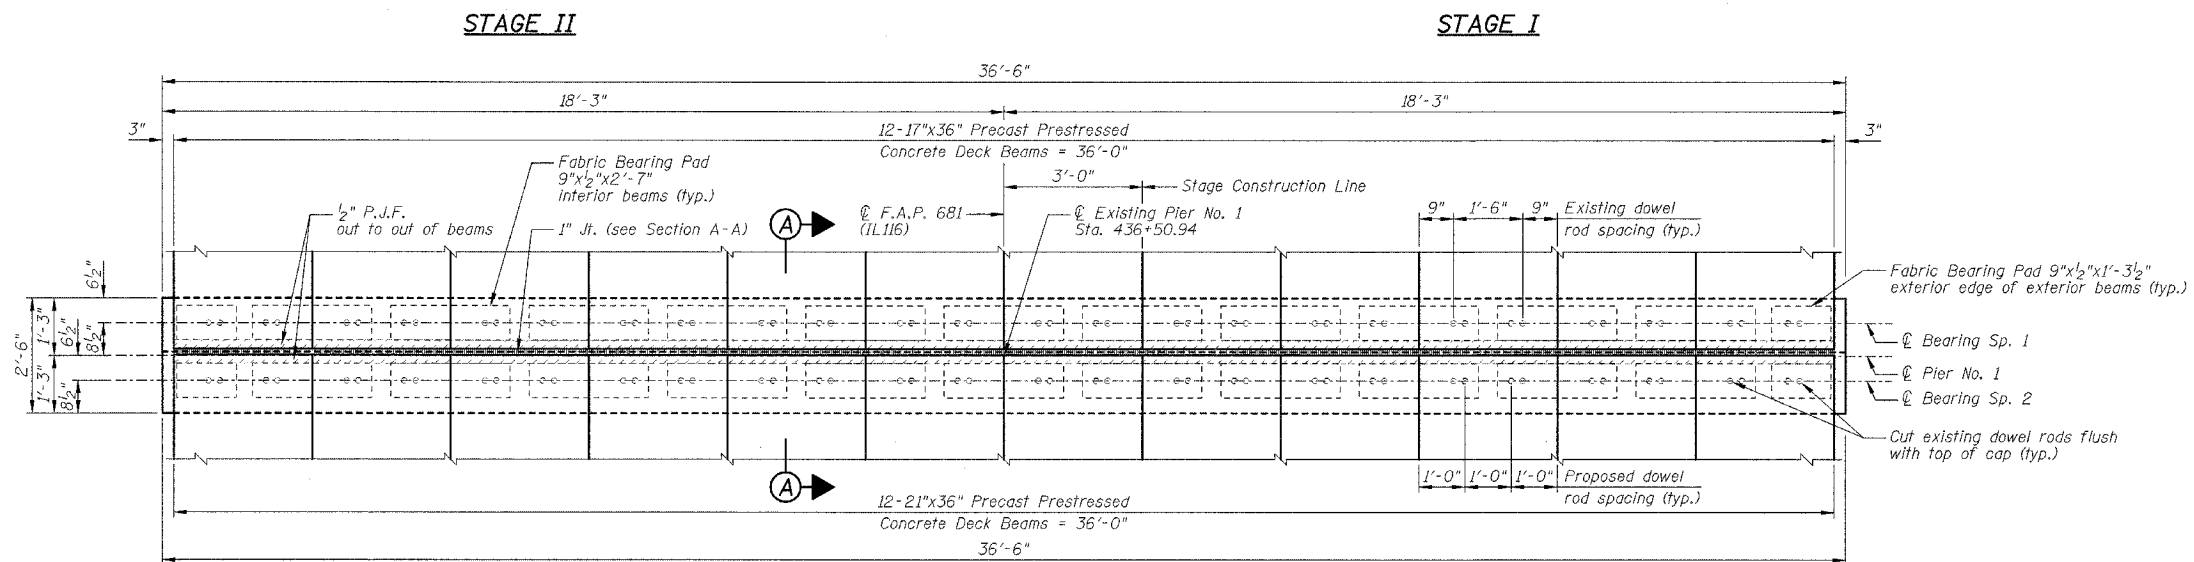 STAGE II
STAGE I
36'-6"
18'-3"
18'-3"
3"
12-17"x36" Precast Prestressed
Concrete Deck Beams = 36'-0"
3"
Fabric Bearing Pad
9"x½"x2'-7"
interior beams (typ.)
3'-0"
Stage Construction Line
½" P.J.F.
out to out of beams
1" Jt. (see Section A-A)
A
℄ F.A.P. 681
(IL116)
℄ Existing Pier No. 1
Sta. 436+50.94
9"
1'-6"
9"
Existing dowel
rod spacing (typ.)
6½"
Fabric Bearing Pad 9"x½"x1'-3½"
exterior edge of exterior beams (typ.)
2'-6"
1'-3"
6½"
8½"
1'-3"
8½"
℄ Bearing Sp. 1
℄ Pier No. 1
℄ Bearing Sp. 2
Cut existing dowel rods flush
with top of cap (typ.)
A
1'-0"
1'-0"
1'-0"
Proposed dowel
rod spacing (typ.)
12-21"x36" Precast Prestressed
Concrete Deck Beams = 36'-0"
36'-6"